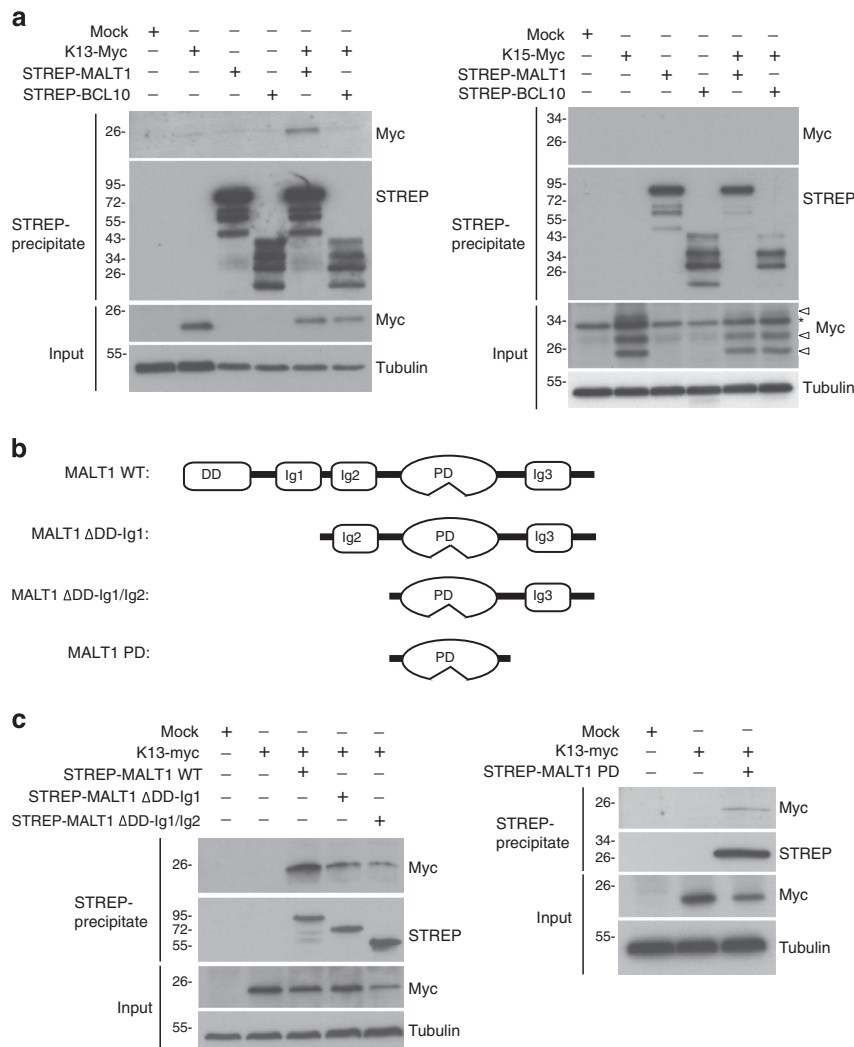 a
Mock + – – – – –
K13-Myc – + – – + +
STREP-MALT1 – – + – + –
STREP-BCL10 – – – + – +
26-
Myc
95-
72-
55-
43-
34-
26-
STREP
STREP-
precipitate
26-
Myc
Input
55-
Tubulin
Mock + – – – – –
K15-Myc – + – – + +
STREP-MALT1 – – + – + –
STREP-BCL10 – – – + – +
34-
26-
Myc
95-
72-
55-
43-
34-
26-
STREP
STREP-
precipitate
34-
*
Myc
26-
Input
55-
Tubulin
b
MALT1 WT: DD Ig1 Ig2 PD Ig3
MALT1 ΔDD-Ig1: Ig2 PD Ig3
MALT1 ΔDD-Ig1/Ig2: PD Ig3
MALT1 PD: PD
c
Mock + – – – –
K13-myc – + + + +
STREP-MALT1 WT – – + – –
STREP-MALT1 ΔDD-Ig1 – – – + –
STREP-MALT1 ΔDD-Ig1/Ig2 – – – – +
26-
Myc
STREP-
precipitate
95-
72-
55-
STREP
26-
Myc
Input
55-
Tubulin
Mock + – –
K13-myc – + +
STREP-MALT1 PD – – +
26-
Myc
STREP-
precipitate
34-
26-
STREP
26-
Myc
Input
55-
Tubulin